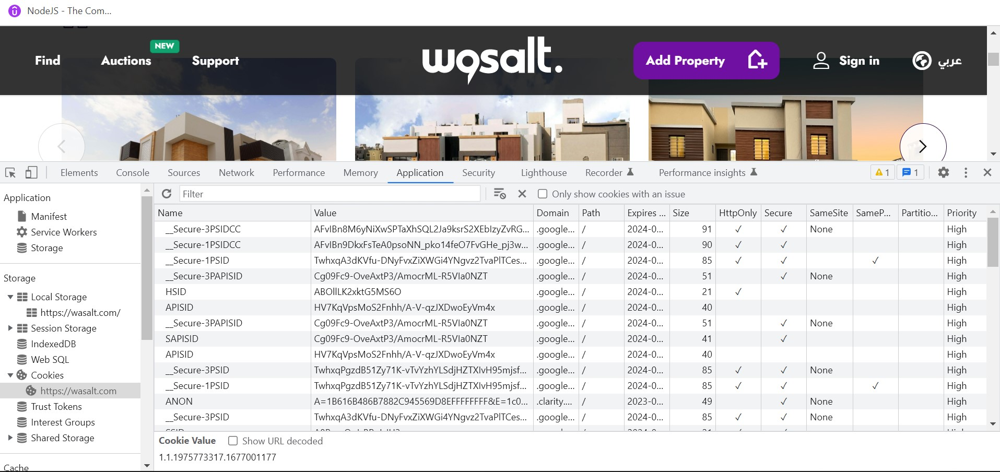 NodeJS - The Com...
Find
Auctions
NEW
Support
wasalt.
Add Property
Sign in
عربي
Elements Console Sources Network Performance Memory Application Security Lighthouse Recorder Performance insights 1 1
Application
Manifest
Service Workers
Storage
Storage
Local Storage
https://wasalt.com/
Session Storage
IndexedDB
Web SQL
Cookies
https://wasalt.com
Trust Tokens
Interest Groups
Shared Storage
Cache
Filter
Only show cookies with an issue
Name Value Domain Path Expires ... Size HttpOnly Secure SameSite SameP... Partitio... Priority
__Secure-3PSIDCC AFvIBn8M6yNiXwSPTaXhSQL2Ja9ksrS2XEbIzyZvRG... .google... / 2024-0... 91 ✓ ✓ None High
__Secure-1PSIDCC AFvIBn9DkxFsTeA0psoNN_pko14feO7FvGHe_pj3w... .google... / 2024-0... 90 ✓ ✓ High
__Secure-1PSID TwhxqA3dKVfu-DNyFvxZiXWGi4YNgvz2TvaPlTCes... .google... / 2024-0... 85 ✓ ✓ ✓ High
__Secure-3PAPISID Cg09Fc9-OveAxtP3/AmocrML-R5VIa0NZT .google... / 2024-0... 51 ✓ None High
HSID ABOllLK2xktG5MS6O .google... / 2024-0... 21 ✓ High
APISID HV7KqVpsMoS2Fnhh/A-V-qzJXDwoEyVm4x .google... / 2024-0... 40 High
__Secure-3PAPISID Cg09Fc9-OveAxtP3/AmocrML-R5VIa0NZT .google... / 2024-0... 51 ✓ None High
SAPISID Cg09Fc9-OveAxtP3/AmocrML-R5VIa0NZT .google... / 2024-0... 41 ✓ High
APISID HV7KqVpsMoS2Fnhh/A-V-qzJXDwoEyVm4x .google... / 2024-0... 40 High
__Secure-3PSID TwhxqPgzdB51Zy71K-vTvYzhYLSdjHZTXIvH95mjsf... .google... / 2024-0... 85 ✓ ✓ None High
__Secure-1PSID TwhxqPgzdB51Zy71K-vTvYzhYLSdjHZTXIvH95mjsf... .google... / 2024-0... 85 ✓ ✓ ✓ High
ANON A=1B616B486B7882C945569D8EFFFFFFFF&E=1c0... .clarity.... / 2023-0... 49 ✓ None High
__Secure-3PSID TwhxqA3dKVfu-DNyFvxZiXWGi4YNgvz2TvaPlTCes... .google... / 2024-0... 85 ✓ ✓ None High
Cookie Value Show URL decoded
1.1.1975773317.1677001177